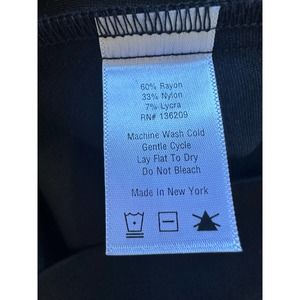 60% Rayon
33% Nylon
7% Lycra
RN# 136209
Machine Wash Cold
Gentle Cycle
Lay Flat To Dry
Do Not Bleach
Made In New York